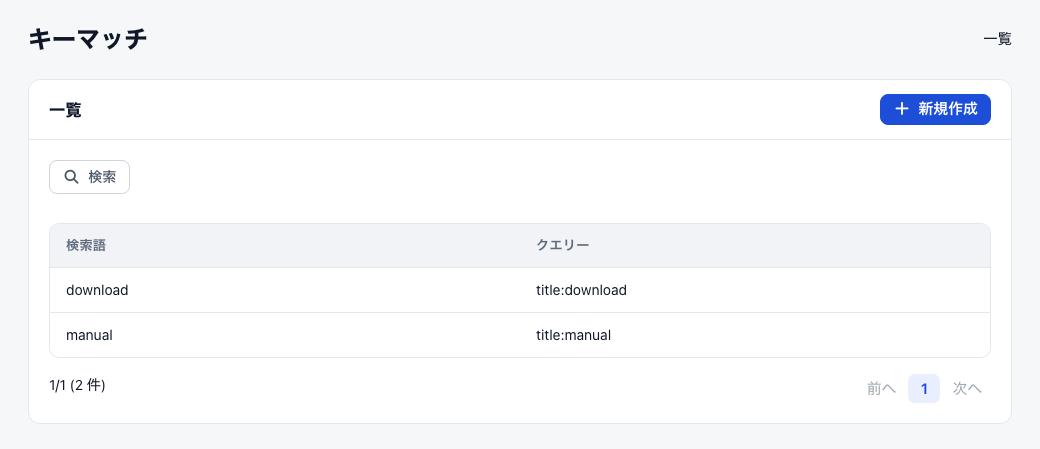 キーマッチ
一覧
一覧
新規作成
検索
検索語 クエリー
download title:download
manual title:manual
1/1 (2 件)
前へ 1 次へ